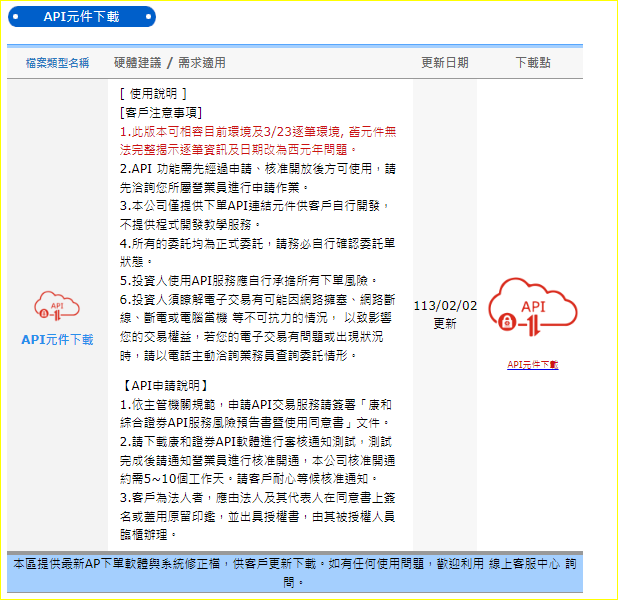 API元件下載
檔案類型名稱 硬體建議 / 需求適用 更新日期 下載點
[ 使用說明 ]
[客戶注意事項]
1.此版本可相容目前環境及3/23逐筆環境, 舊元件無
法完整揭示逐筆資訊及日期改為西元年問題。
2.API 功能需先經過申請、核准開放後方可使用，請
先洽詢您所屬營業員進行申請作業。
3.本公司僅提供下單API連結元件供客戶自行開發，
不提供程式開發教學服務。
4.所有的委託均為正式委託，請務必自行確認委託單
狀態。
5.投資人使用API服務應自行承擔所有下單風險。
6.投資人須瞭解電子交易有可能因網路擁塞、網路斷
線、斷電或電腦當機 等不可抗力的情況， 以致影響
您的交易權益，若您的電子交易有問題或出現狀況
時，請以電話主動洽詢業務員查詢委託情形。
【API申請說明】
1.依主管機關規範，申請API交易服務請簽署「康和
綜合證券API服務風險預告書暨使用同意書」文件。
2.請下載康和證券API軟體進行審核通知測試，測試
完成後請通知營業員進行核准開通，本公司核准開通
約需5~10個工作天。請客戶耐心等候核准通知。
3.客戶為法人者，應由法人及其代表人在同意書上簽
名或蓋用原留印鑑，並出具授權書，由其被授權人員
臨櫃辦理。
API
API元件下載
113/02/02
更新
API
API元件下載
本區提供最新AP下單軟體與系統修正檔，供客戶更新下載。如有任何使用問題，歡迎利用 線上客服中心 詢
問。